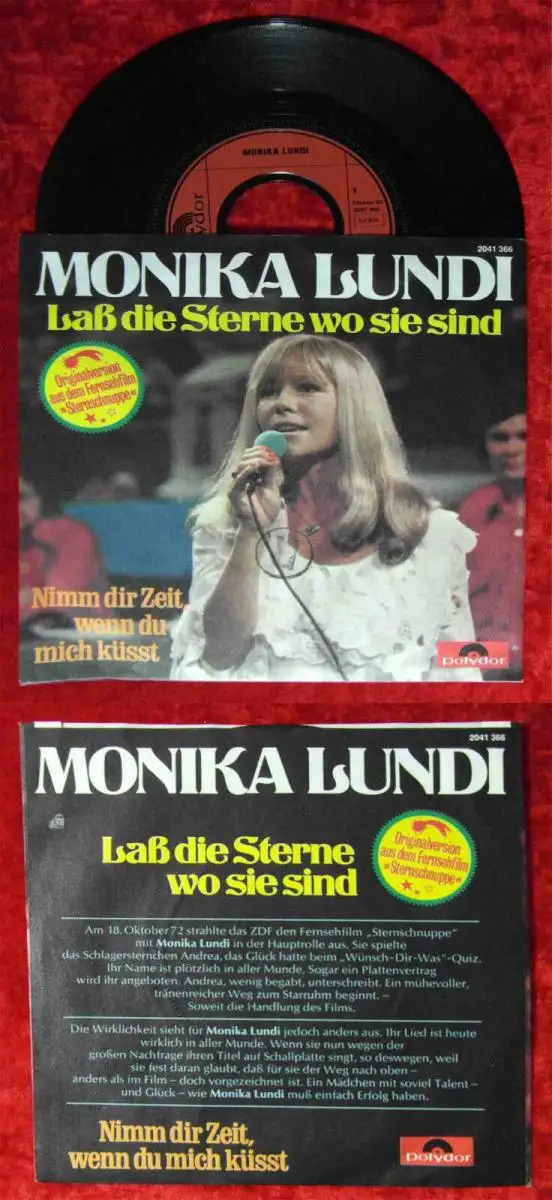 MONIKA LUNDI
1
polydor
2041 366
MONIKA LUNDI
Laß die Sterne wo sie sind
Originalversion
aus dem Fernsehfilm
»Sternschnuppe«
Nimm dir Zeit,
wenn du
mich küsst
polydor
2041 366
MONIKA LUNDI
Laß die Sterne
wo sie sind
Originalversion
aus dem Fernsehfilm
"Sternschnuppe"
Am 18. Oktober 72 strahlte das ZDF den Fernsehfilm „Sternschnuppe"
mit Monika Lundi in der Hauptrolle aus. Sie spielte
das Schlagersternchen Andrea, das Glück hatte beim „Wünsch-Dir-Was"-Quiz.
Ihr Name ist plötzlich in aller Munde. Sogar ein Plattenvertrag
wird ihr angeboten. Andrea, wenig begabt, unterschreibt. Ein mühevoller,
tränenreicher Weg zum Starruhm beginnt. –
Soweit die Handlung des Films.
Die Wirklichkeit sieht für Monika Lundi jedoch anders aus. Ihr Lied ist heute
wirklich in aller Munde. Wenn sie nun wegen der
großen Nachfrage ihren Titel auf Schallplatte singt, so deswegen, weil
sie fest daran glaubt, daß für sie der Weg nach oben –
anders als im Film – doch vorgezeichnet ist. Ein Mädchen mit soviel Talent –
und Glück – wie Monika Lundi muß einfach Erfolg haben.
Nimm dir Zeit,
wenn du mich küsst
polydor